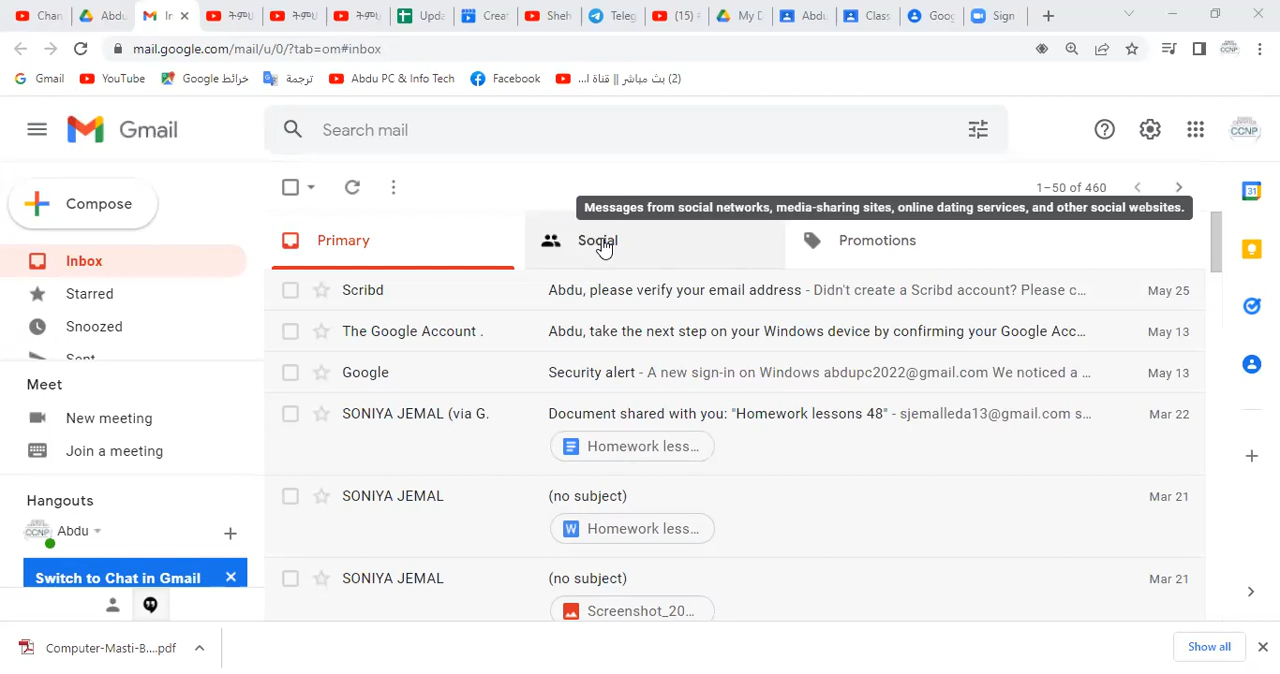 Chan
Abdu
In
ትምህ
ትምህ
ትምህ
Upda
Creat
Sheh
Teleg
(15) ቅ
My D
Abdu
Class
Goog
Sign
mail.google.com/mail/u/0/?tab=om#inbox
Gmail
YouTube
خرائط Google
ترجمة
Abdu PC & Info Tech
Facebook
(2) بث مباشر || قناة ا...
Gmail
Search mail
CCNP
Compose
1–50 of 460
Messages from social networks, media-sharing sites, online dating services, and other social websites.
Primary
Social
Promotions
31
Inbox
Starred
Snoozed
Sent
Meet
New meeting
Join a meeting
Hangouts
CCNP
Abdu
Switch to Chat in Gmail
Scribd Abdu, please verify your email address - Didn't create a Scribd account? Please c... May 25
The Google Account . Abdu, take the next step on your Windows device by confirming your Google Acc... May 13
Google Security alert - A new sign-in on Windows abdupc2022@gmail.com We noticed a ... May 13
SONIYA JEMAL (via G. Document shared with you: "Homework lessons 48" - sjemalleda13@gmail.com s... Mar 22
Homework less...
SONIYA JEMAL (no subject) Mar 21
W Homework less...
SONIYA JEMAL (no subject) Mar 21
Screenshot_20...
Computer-Masti-B....pdf
Show all